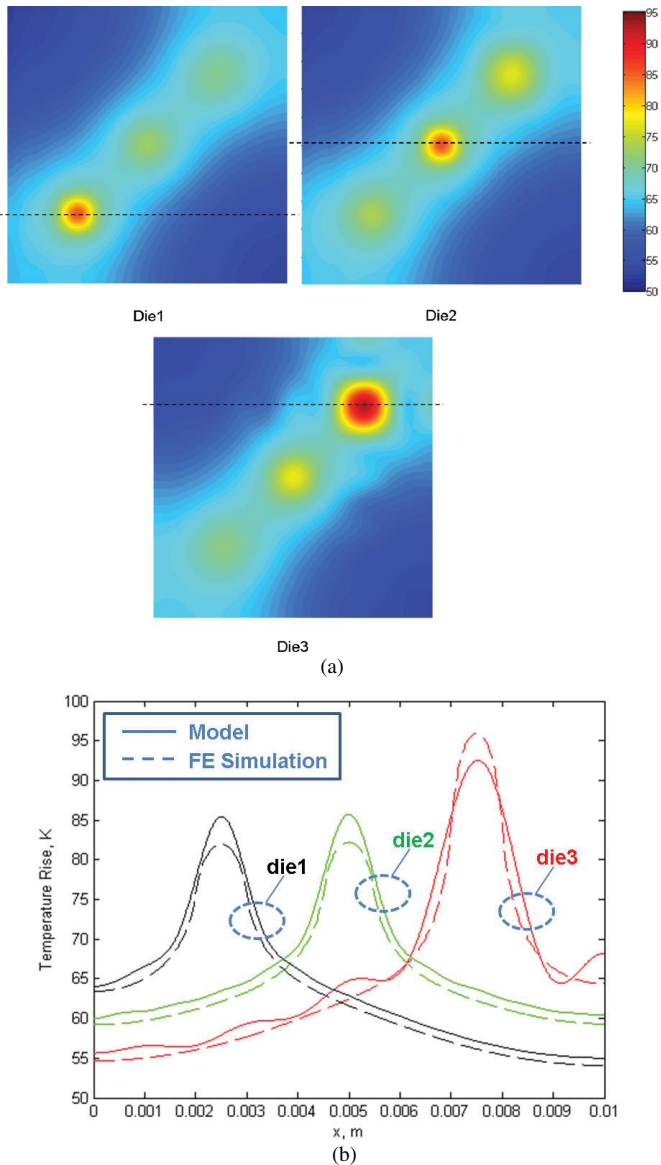 95
90
85
80
75
70
65
60
55
50
Die1
Die2
Die3
(a)
100
95
90
85
80
75
70
65
60
55
50
Temperature Rise, K
Model
FE Simulation
die1
die2
die3
0 0.001 0.002 0.003 0.004 0.005 0.006 0.007 0.008 0.009 0.01
x, m
(b)